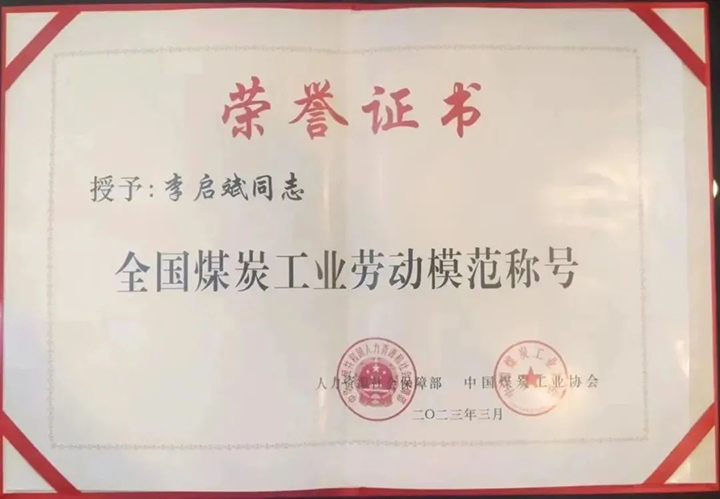 荣誉证书
授予:李启斌同志
全国煤炭工业劳动模范称号
人力资源社会保障部 中国煤炭工业协会
二〇二三年三月